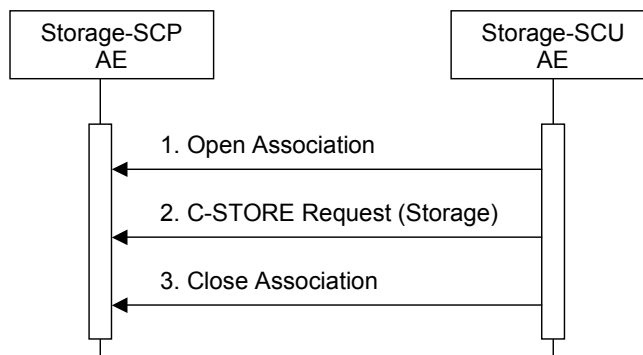 Storage-SCP
AE
Storage-SCU
AE
1. Open Association
2. C-STORE Request (Storage)
3. Close Association